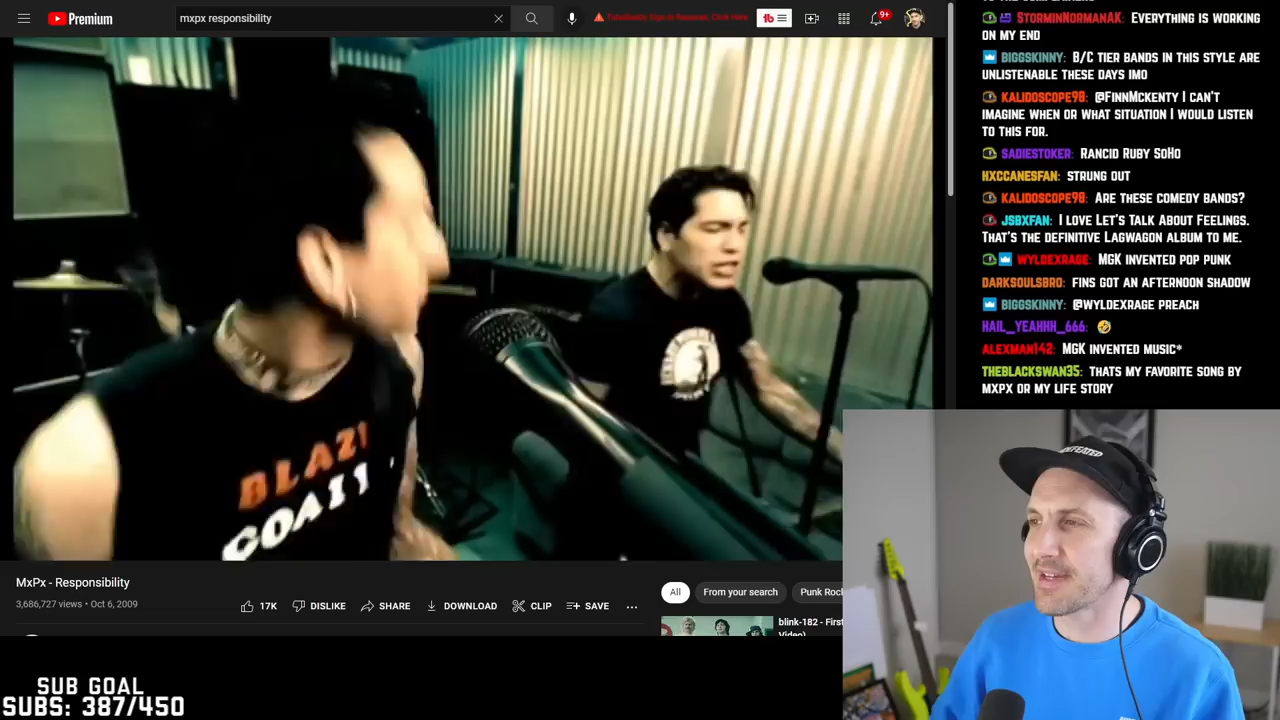 Premium
mxpx responsibility
9+
BLAZ
COAST
MxPx - Responsibility
3,686,727 views • Oct 6, 2009
17K
DISLIKE
SHARE
DOWNLOAD
CLIP
SAVE
All
From your search
Punk Roc
blink-182 - Firs
Video)
SUB GOAL
SUBS: 387/450
STORMINNORMANAK: EVERYTHING IS WORKING
ON MY END
BIGGSKINNY: B/C TIER BANDS IN THIS STYLE ARE
UNLISTENABLE THESE DAYS IMO
KALIDOSCOPE98: @FINNMCKENTY I CAN'T
IMAGINE WHEN OR WHAT SITUATION I WOULD LISTEN
TO THIS FOR.
SADIESTOKER: RANCID RUBY SOHO
HXCCANESFAN: STRUNG OUT
KALIDOSCOPE98: ARE THESE COMEDY BANDS?
JSBXFAN: I LOVE LET'S TALK ABOUT FEELINGS.
THAT'S THE DEFINITIVE LAGWAGON ALBUM TO ME.
WYLDEXRAGE: MGK INVENTED POP PUNK
DARKSOULSBRO: FINS GOT AN AFTERNOON SHADOW
BIGGSKINNY: @WYLDEXRAGE PREACH
HAIL_YEAHHH_666:
ALEXMAN142: MGK INVENTED MUSIC*
THEBLACKSWAN35: THATS MY FAVORITE SONG BY
MXPX OR MY LIFE STORY